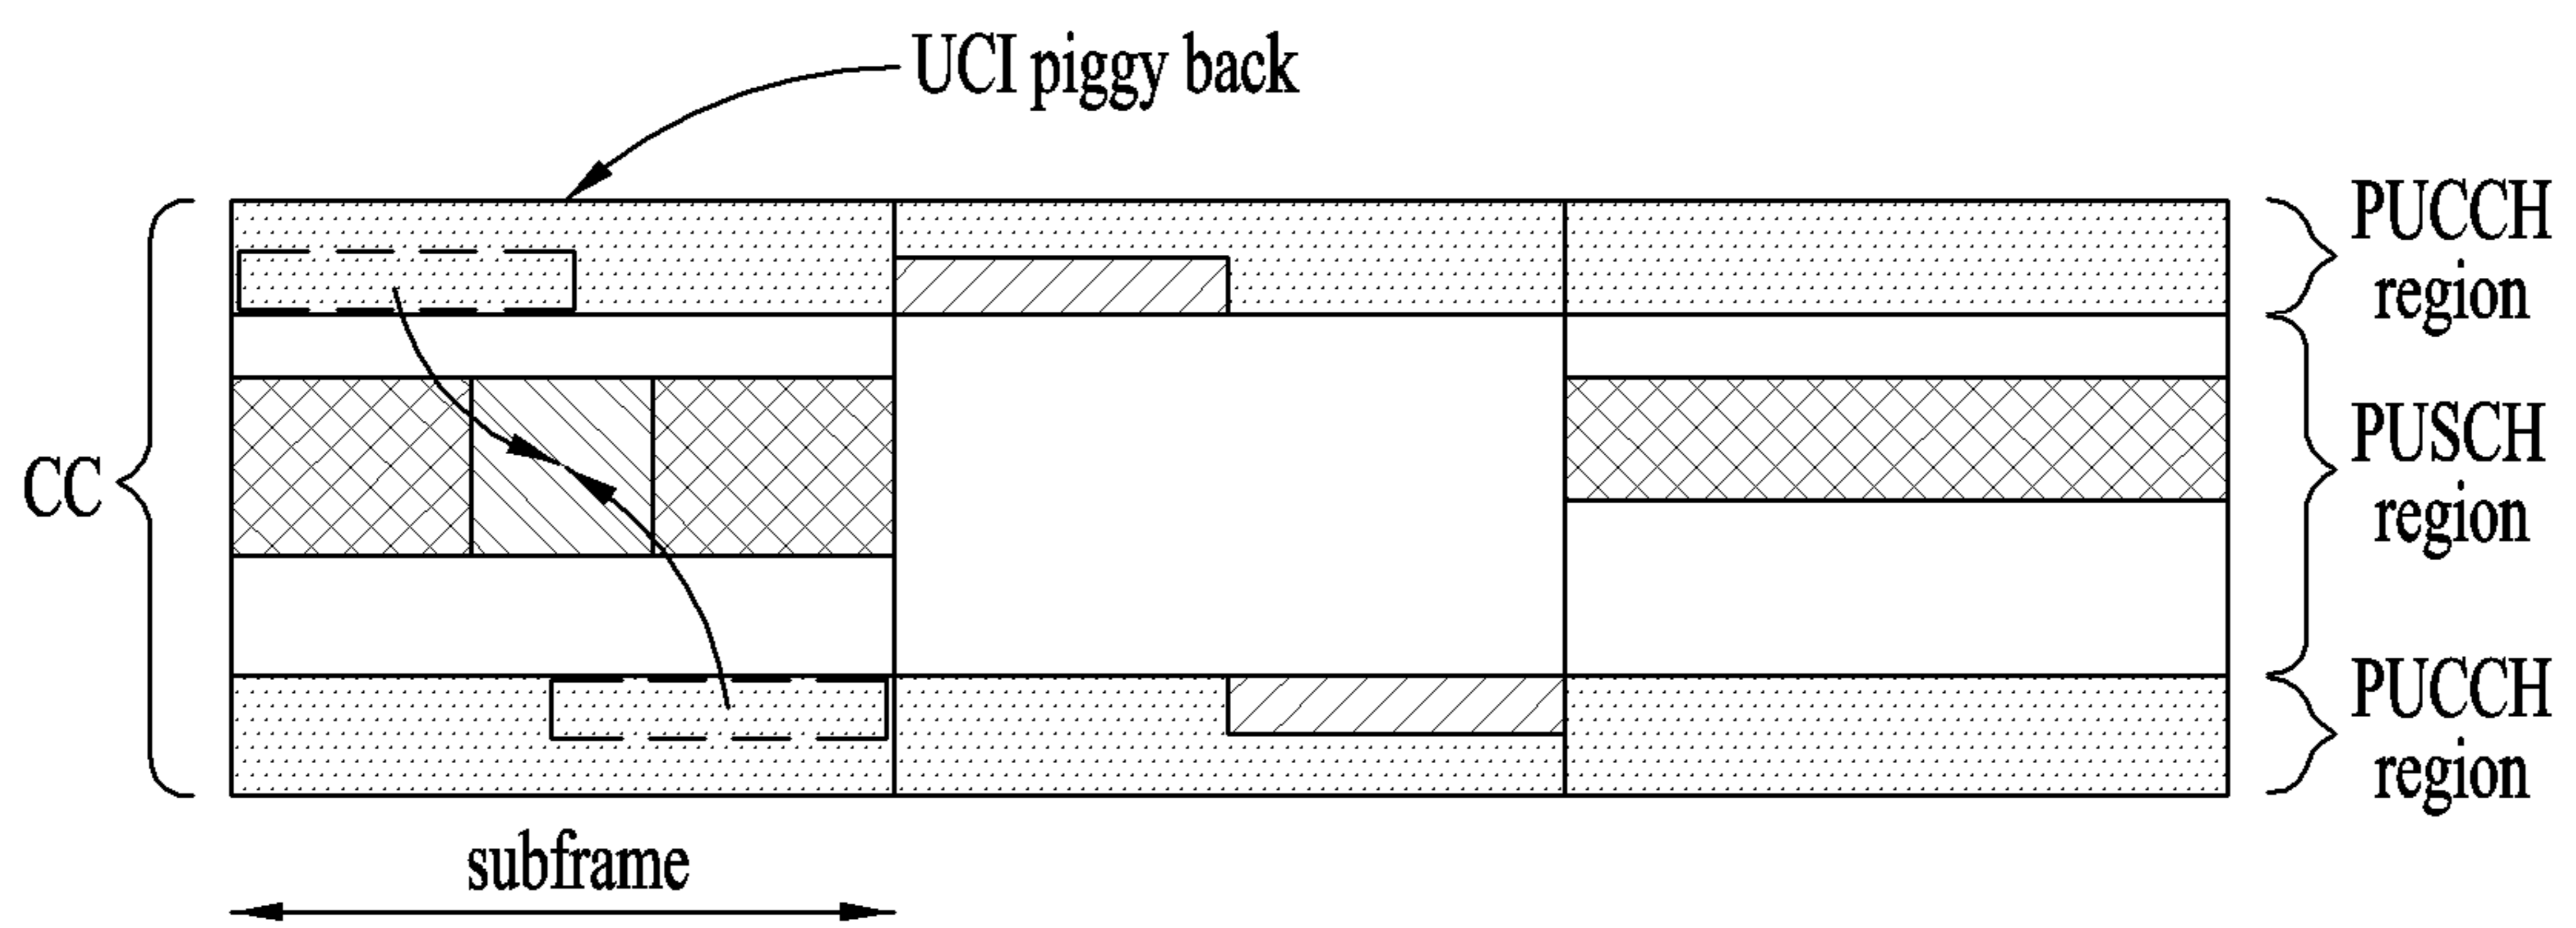 UCI piggy back
PUCCH
region
CC
PUSCH
region
PUCCH
region
subframe